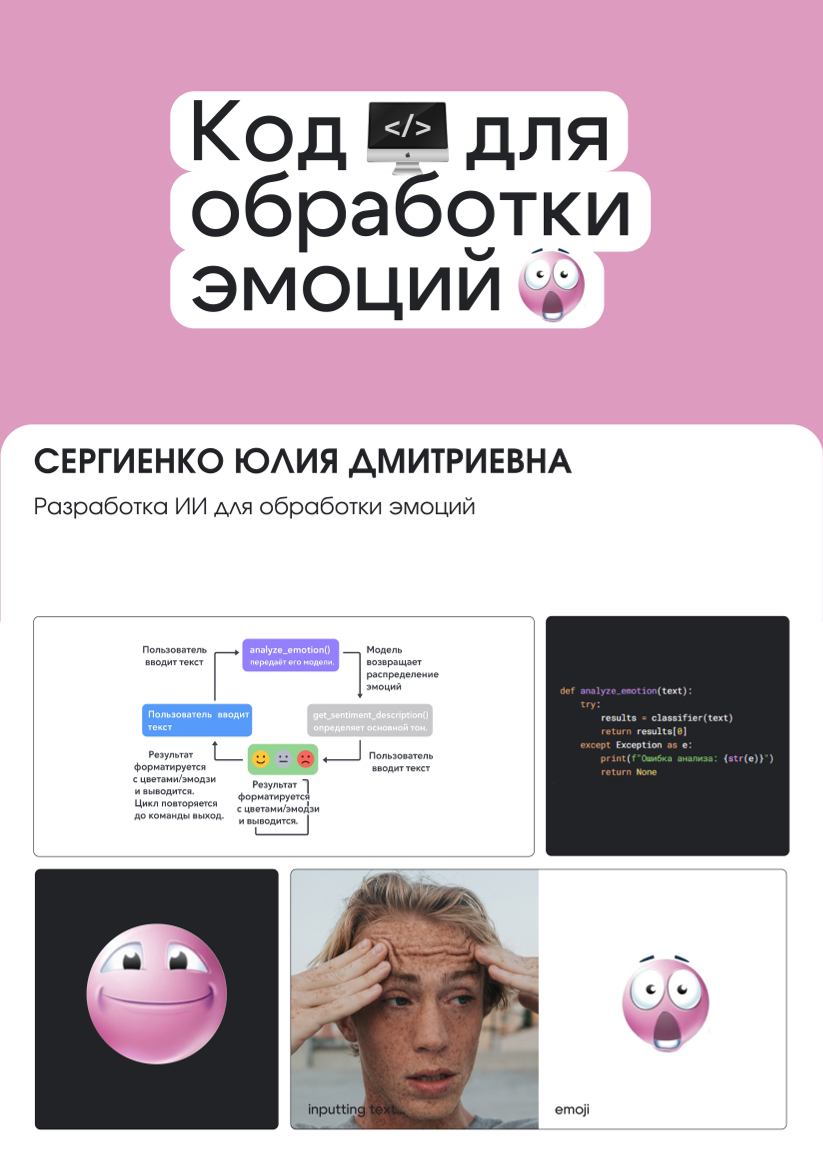 Код </> для
обработки
эмоций
СЕРГИЕНКО ЮЛИЯ ДМИТРИЕВНА
Разработка ИИ для обработки эмоций
Пользователь
вводит текст
analyze_emotion()
передаёт его модели.
Модель
возвращает
распределение
эмоций
Пользователь вводит
текст
get_sentiment_description()
определяет основной тон.
Результат
форматируется
с цветами/эмодзи
и выводится.
Цикл повторяется
до команды выход.
Результат
форматируется
с цветами/эмодзи
и выводится.
Пользователь
вводит текст
def analyze_emotion(text):
try:
results = classifier(text)
return results[0]
except Exception as e:
print(f"Ошибка анализа: {str(e)}")
return None
inputting text...
emoji